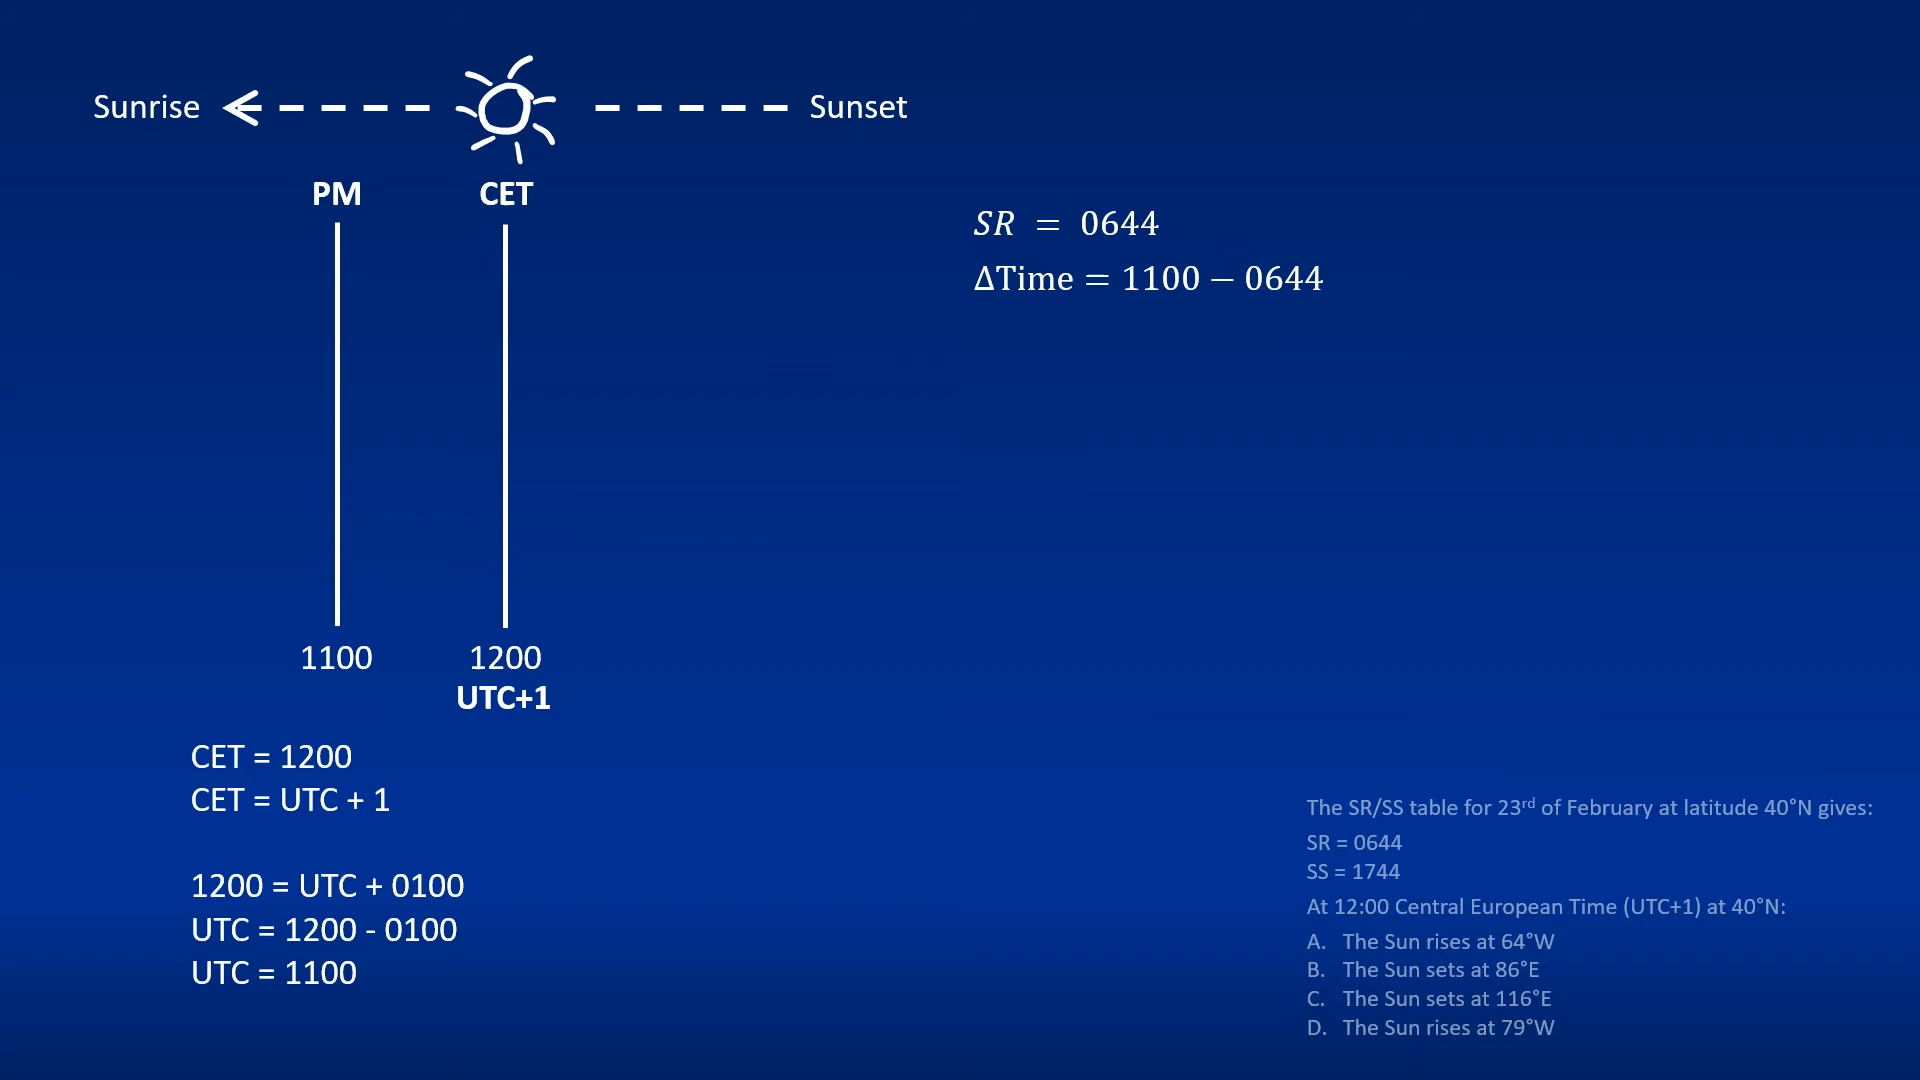 Sunrise
Sunset
PM
CET
1100
1200
UTC+1
CET = 1200
CET = UTC + 1
1200 = UTC + 0100
UTC = 1200 - 0100
UTC = 1100
SR = 0644
ΔTime = 1100 − 0644
The SR/SS table for 23rd of February at latitude 40°N gives:
SR = 0644
SS = 1744
At 12:00 Central European Time (UTC+1) at 40°N:
A. The Sun rises at 64°W
B. The Sun sets at 86°E
C. The Sun sets at 116°E
D. The Sun rises at 79°W